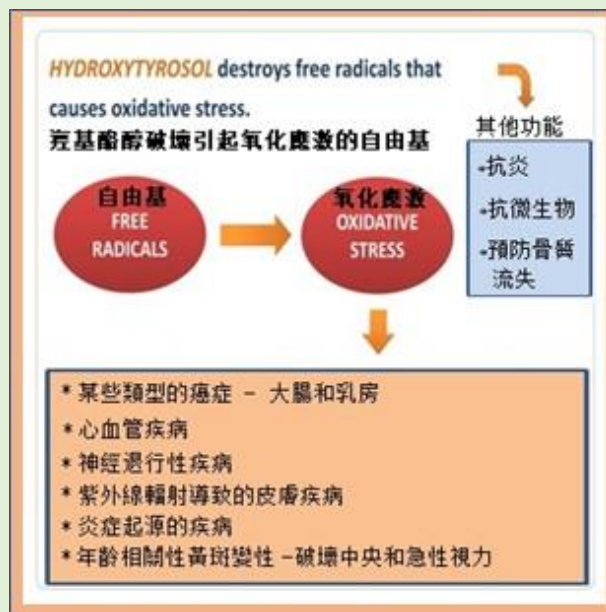 HYDROXYTYROSOL destroys free radicals that
causes oxidative stress.
羥基酪醇破壞引起氧化應激的自由基
其他功能
抗炎
抗微生物
預防骨質
流失
自由基
FREE
RADICALS
氧化應激
OXIDATIVE
STRESS
* 某些類型的癌症 - 大腸和乳房
* 心血管疾病
* 神經退行性疾病
* 紫外線輻射導致的皮膚疾病
* 炎症起源的疾病
* 年齡相關性黃斑變性 -破壞中央和急性視力